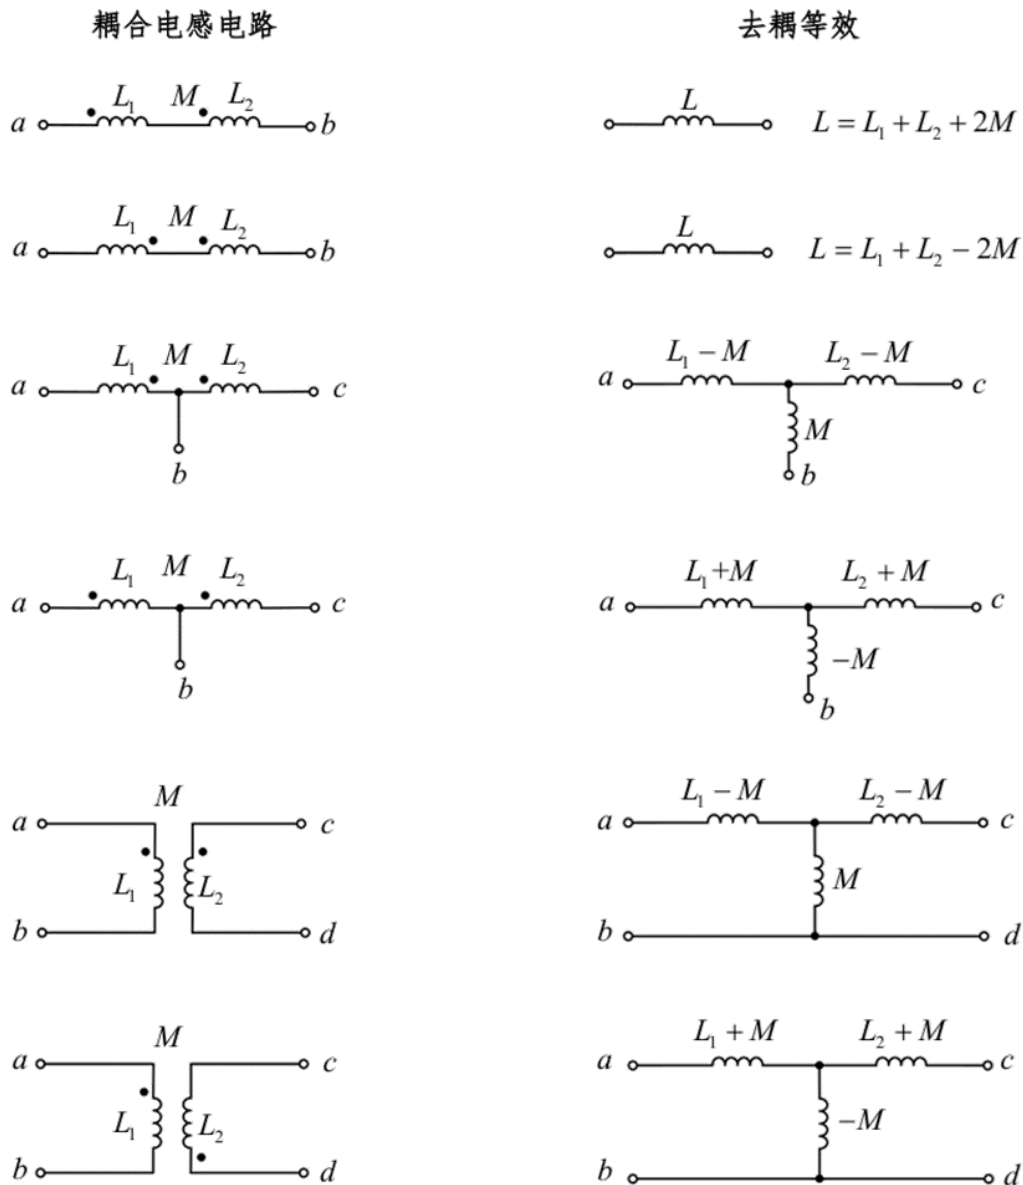 耦合电感电路 去耦等效
L₁ M L₂ L
a b L = L₁ + L₂ + 2M
L₁ M L₂ L
a b L = L₁ + L₂ − 2M
L₁ M L₂ L₁ − M L₂ − M
a c a c
M
b b
L₁ M L₂ L₁+M L₂ + M
a c a c
−M
b b
M L₁ − M L₂ − M
a c a c
L₁ L₂ M
b d b d
M L₁ + M L₂ + M
a c a c
L₁ L₂ −M
b d b d